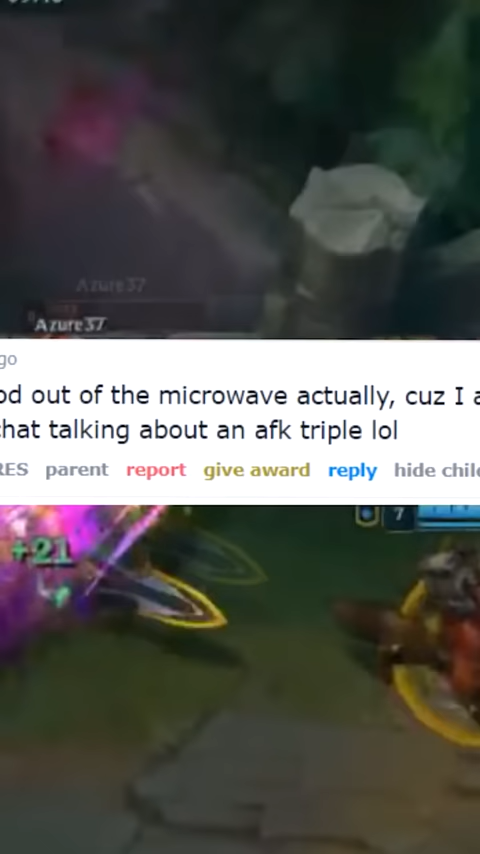 Azure37
Azure37
go
od out of the microwave actually, cuz I a
chat talking about an afk triple lol
RES parent report give award reply hide chil
7
+21